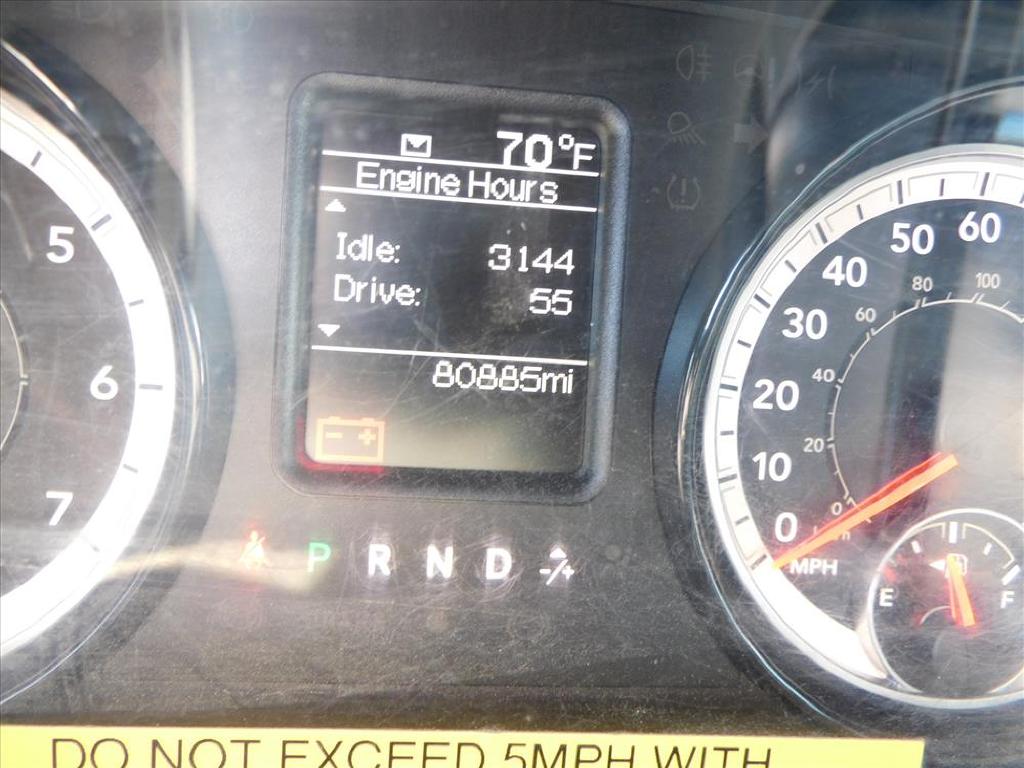 70°F
Engine Hours
Idle: 3144
Drive: 55
80885mi
5
6
7
P R N D -/+
0 10 20 30 40 50 60
MPH
0 20 40 60 80 100
E F
DO NOT EXCEED 5MPH WITH